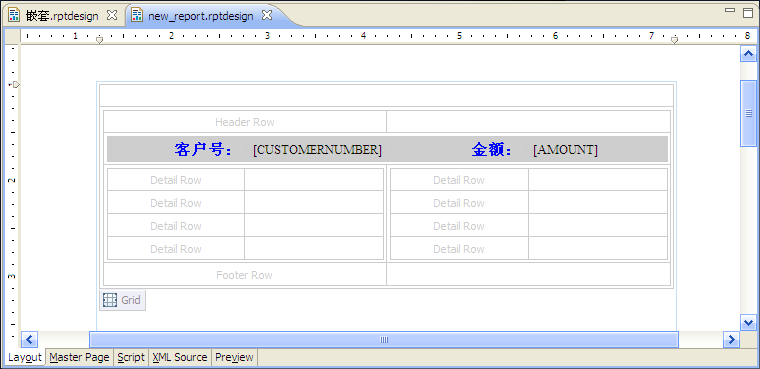 嵌套.rptdesign new_report.rptdesign
1 2 3 4 5 6 7 8
Header Row
客户号： [CUSTOMERNUMBER] 金额： [AMOUNT]
2
Detail Row Detail Row
Detail Row Detail Row
Detail Row Detail Row
Detail Row Detail Row
3
Footer Row
Grid
Layout Master Page Script XML Source Preview